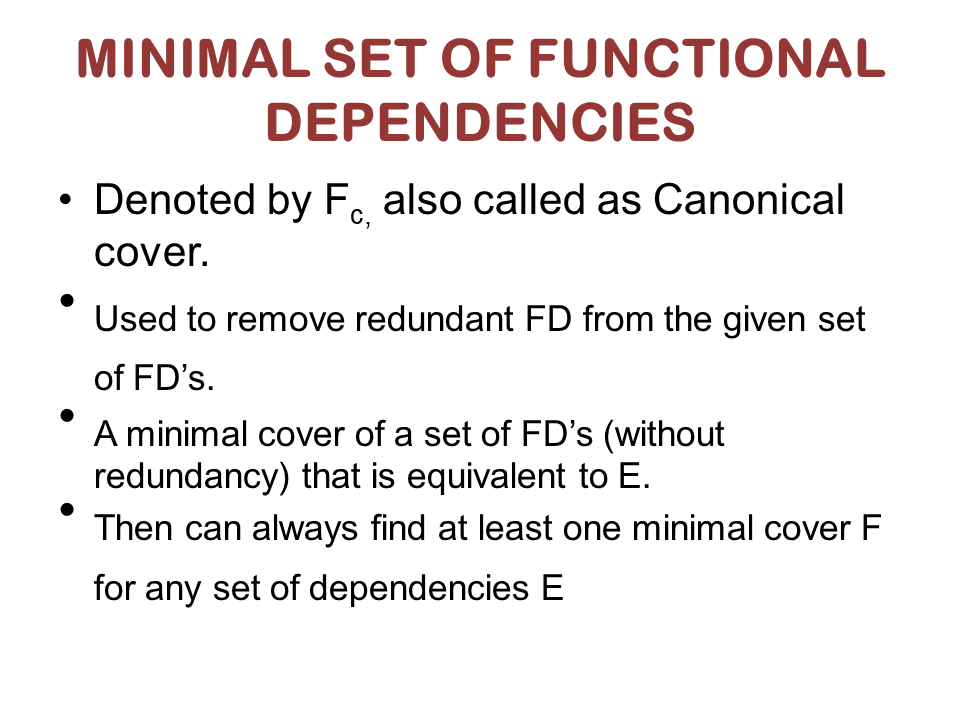 MINIMAL SET OF FUNCTIONAL
DEPENDENCIES
• Denoted by Fc, also called as Canonical
cover.
• Used to remove redundant FD from the given set
of FD’s.
• A minimal cover of a set of FD’s (without
redundancy) that is equivalent to E.
• Then can always find at least one minimal cover F
for any set of dependencies E